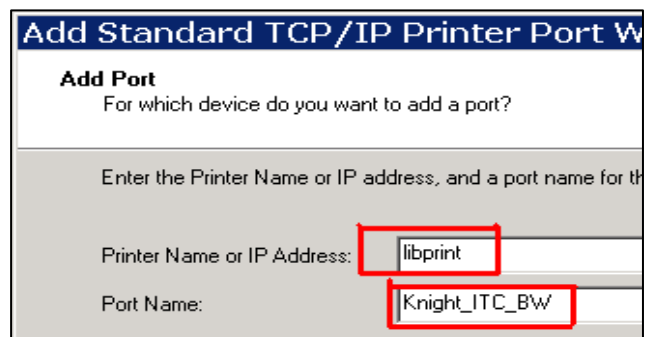 Add Standard TCP/IP Printer Port W
Add Port
For which device do you want to add a port?
Enter the Printer Name or IP address, and a port name for th
Printer Name or IP Address: libprint
Port Name: Knight_ITC_BW